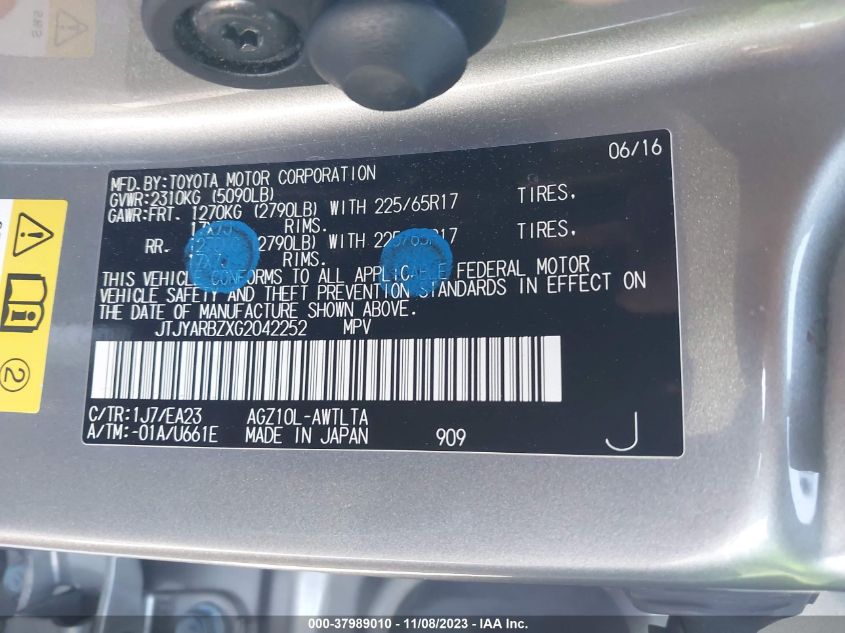 06/16
MFD. BY: TOYOTA MOTOR CORPORATION
GVWR: 2310KG (5090LB)
GAWR: FRT. 1270KG (2790LB) WITH 225/65R17 TIRES,
RIMS.
RR. 2790LB) WITH TIRES,
RIMS.
THIS VEHICLE CONFORMS TO ALL APPLICABLE FEDERAL MOTOR
VEHICLE SAFETY AND THEFT PREVENTION STANDARDS IN EFFECT ON
THE DATE OF MANUFACTURE SHOWN ABOVE.
JTJYARBZXG2042252 MPV
C/TR: 1J7/EA23 AGZ10L-AWTLTA
A/TM: -01A/U661E MADE IN JAPAN 909 J
2
000-37989010 - 11/08/2023 - IAA Inc.